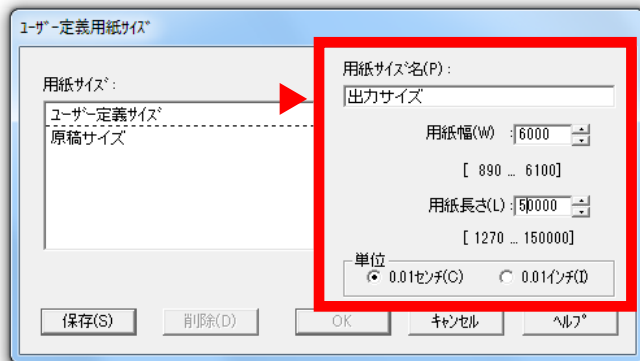 ユーザー定義用紙サイズ
用紙サイズ:
ユーザー定義サイズ
原稿サイズ
用紙サイズ名(P):
出力サイズ
用紙幅(W) :6000
[ 890 ... 6100]
用紙長さ(L):50000
[ 1270 ... 150000]
単位
0.01センチ(C) 0.01インチ(I)
保存(S) 削除(D) OK キャンセル ヘルプ